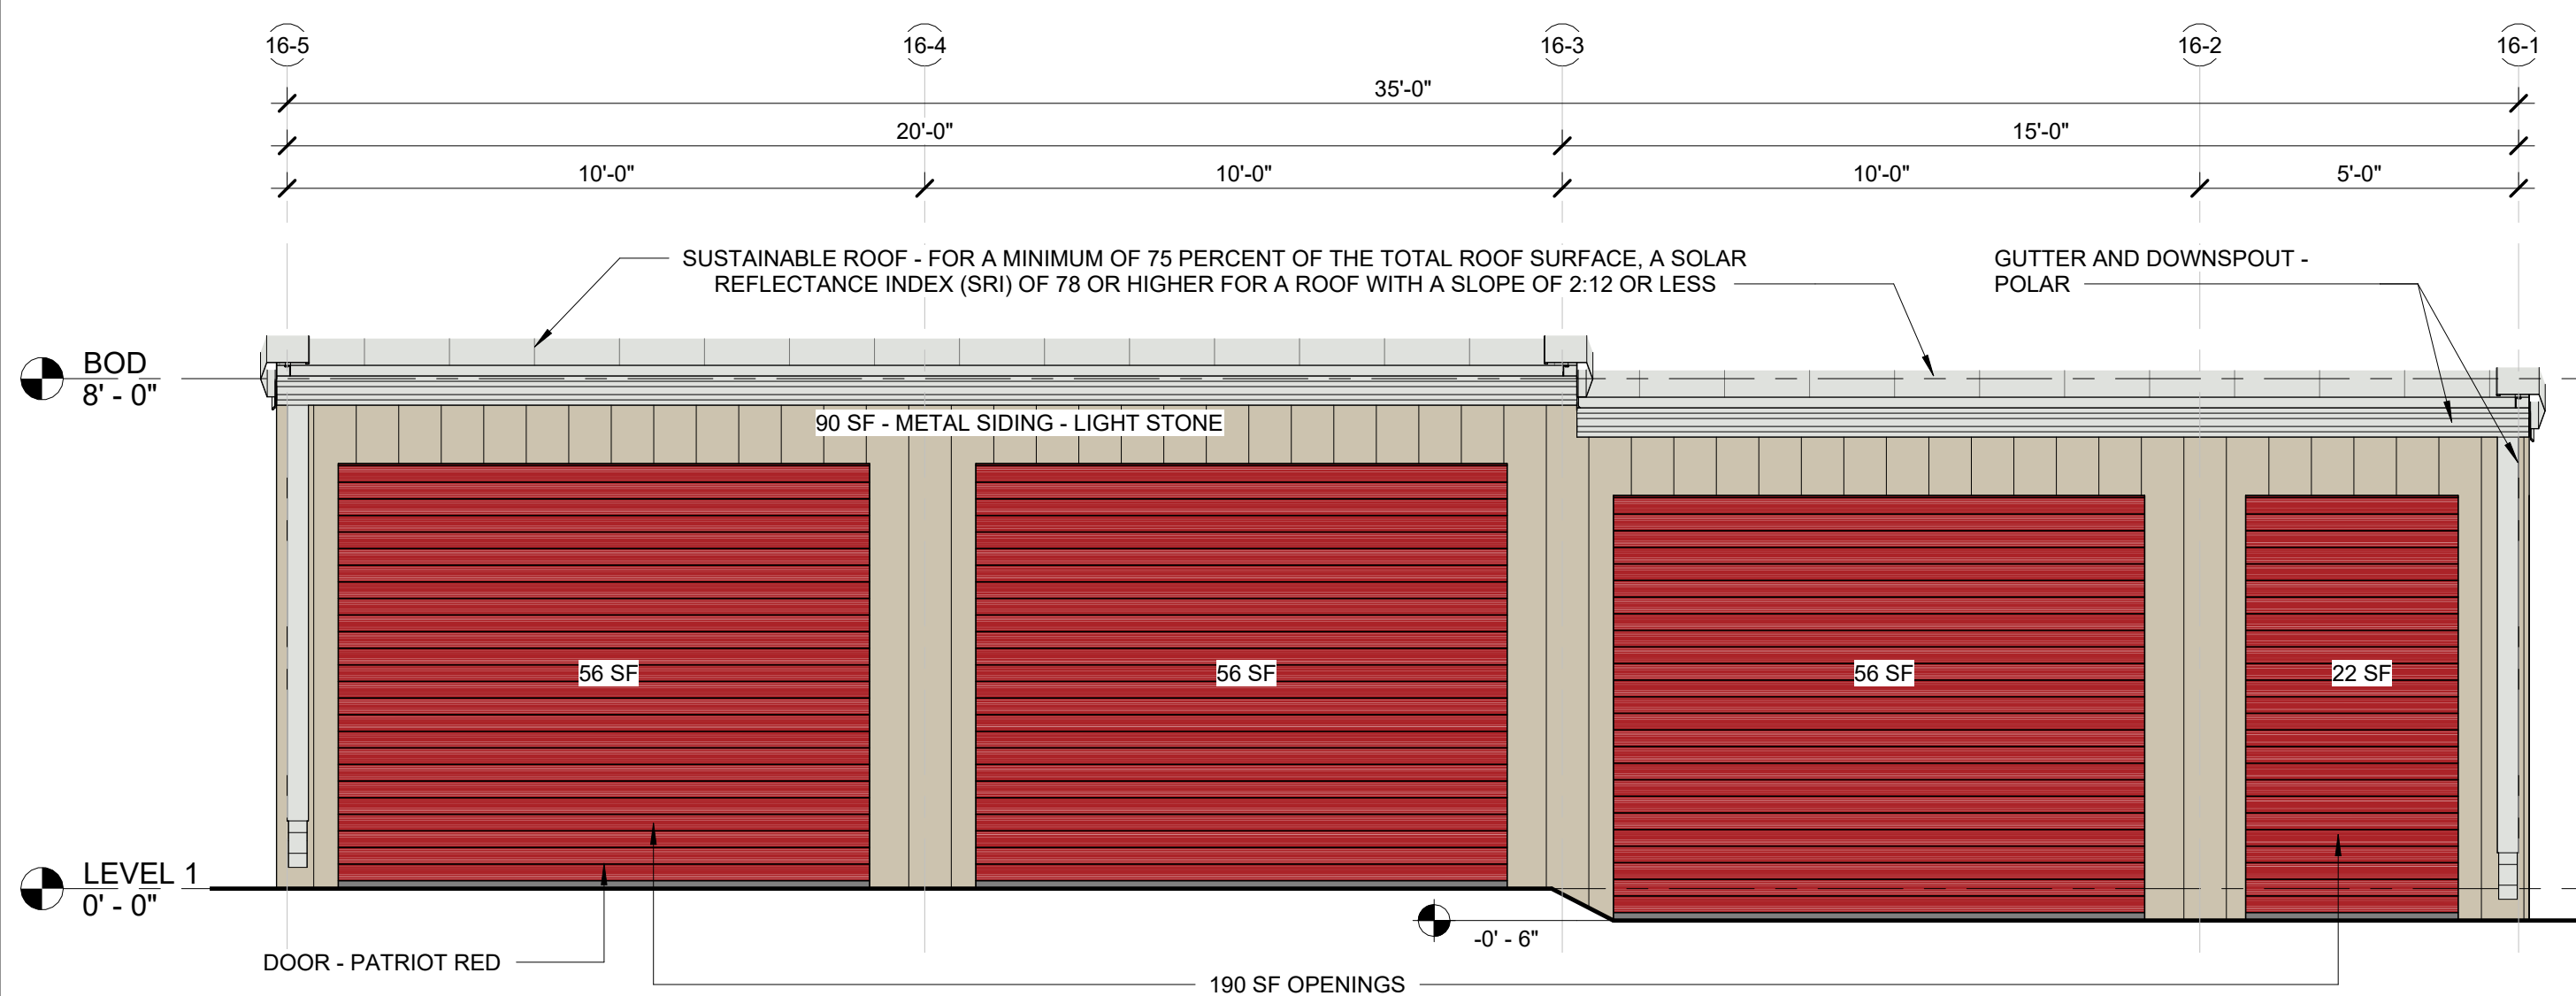 16-5
16-4
16-3
16-2
16-1
35'-0"
20'-0"
15'-0"
10'-0"
10'-0"
10'-0"
5'-0"
SUSTAINABLE ROOF - FOR A MINIMUM OF 75 PERCENT OF THE TOTAL ROOF SURFACE, A SOLAR
REFLECTANCE INDEX (SRI) OF 78 OR HIGHER FOR A ROOF WITH A SLOPE OF 2:12 OR LESS
GUTTER AND DOWNSPOUT -
POLAR
BOD
8' - 0"
90 SF - METAL SIDING - LIGHT STONE
56 SF
56 SF
56 SF
22 SF
LEVEL 1
0' - 0"
-0' - 6"
DOOR - PATRIOT RED
190 SF OPENINGS